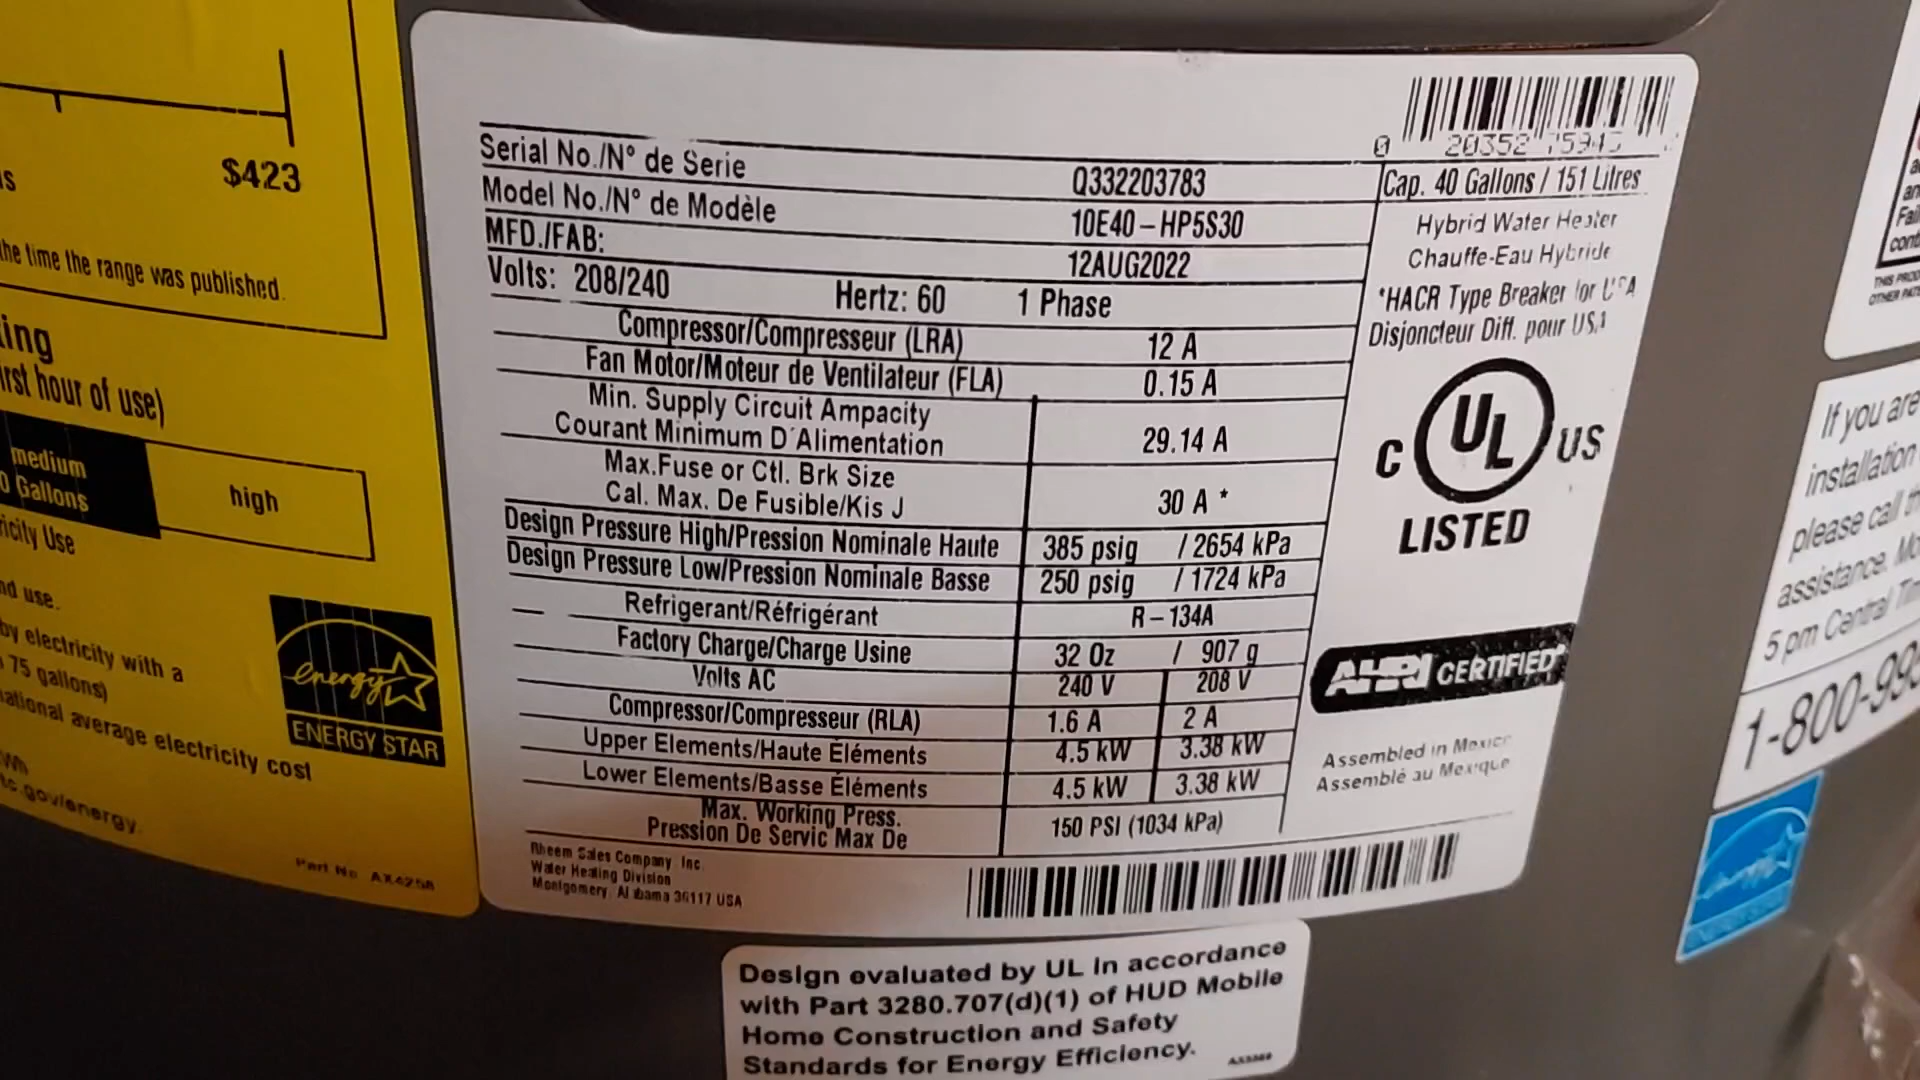 $423
the time the range was published.
first hour of use)
medium
Gallons
high
Use
use.
by electricity with a
75 gallons)
national average electricity cost
energy
ENERGY STAR
Part No AX4258
20352
Serial No./N° de Serie Q332203783 Cap. 40 Gallons / 151 Litres
Model No./N° de Modèle 10E40-HP5S30 Hybrid Water Heater
MFD./FAB: 12AUG2022 Chauffe-Eau Hybride
Volts: 208/240 Hertz: 60 1 Phase *HACR Type Breaker for USA
Disjoncteur Diff. pour USA
Compressor/Compresseur (LRA) 12 A
Fan Motor/Moteur de Ventilateur (FLA) 0.15 A
Min. Supply Circuit Ampacity
Courant Minimum D'Alimentation 29.14 A
Max.Fuse or Ctl. Brk Size
Cal. Max. De Fusible/Kis J 30 A *
Design Pressure High/Pression Nominale Haute 385 psig / 2654 kPa
Design Pressure Low/Pression Nominale Basse 250 psig / 1724 kPa
Refrigerant/Réfrigérant R-134A
Factory Charge/Charge Usine 32 Oz / 907 g
Volts AC 240 V 208 V
Compressor/Compresseur (RLA) 1.6 A 2 A
Upper Elements/Haute Éléments 4.5 kW 3.38 kW
Lower Elements/Basse Éléments 4.5 kW 3.38 kW
Max. Working Press.
Pression De Servic Max De 150 PSI (1034 kPa)
C UL US
LISTED
AHRI CERTIFIED
Assembled in Mexico
Assemblé au Mexique
Rheem Sales Company Inc.
Water Heating Division
Montgomery, Alabama 36117 USA
Design evaluated by UL in accordance
with Part 3280.707(d)(1) of HUD Mobile
Home Construction and Safety
Standards for Energy Efficiency.
If you are
installation
please call
assistance.
5 pm Central
1-800-995